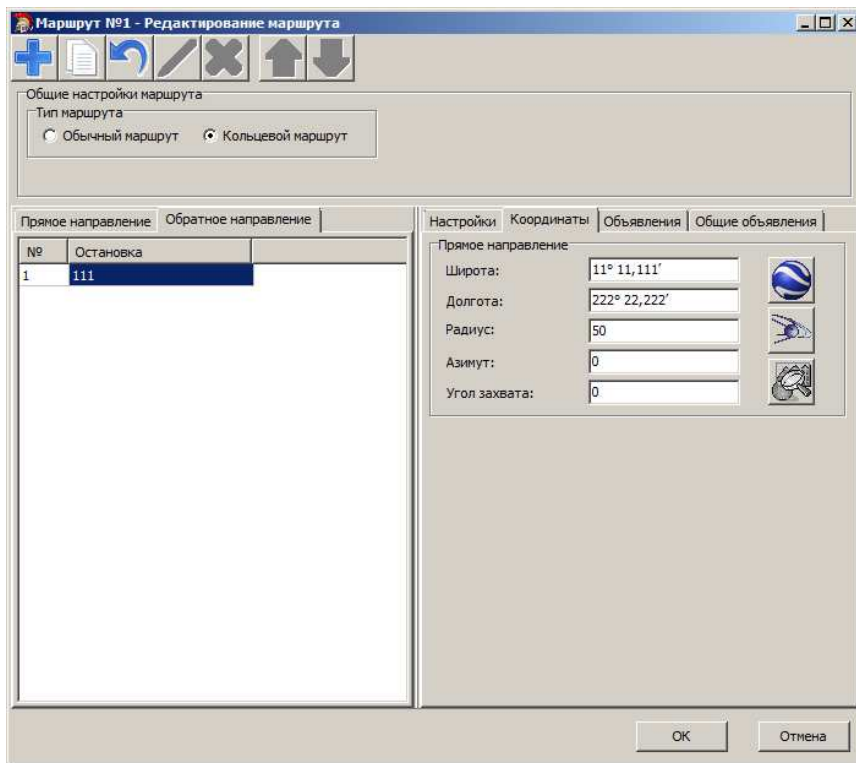 Маршрут №1 - Редактирование маршрута
Общие настройки маршрута
Тип маршрута
Обычный маршрут Кольцевой маршрут
Прямое направление Обратное направление
№ Остановка
1 111
Настройки Координаты Объявления Общие объявления
Прямое направление
Широта: 11° 11,111′
Долгота: 222° 22,222′
Радиус: 50
Азимут: 0
Угол захвата: 0
ОК Отмена